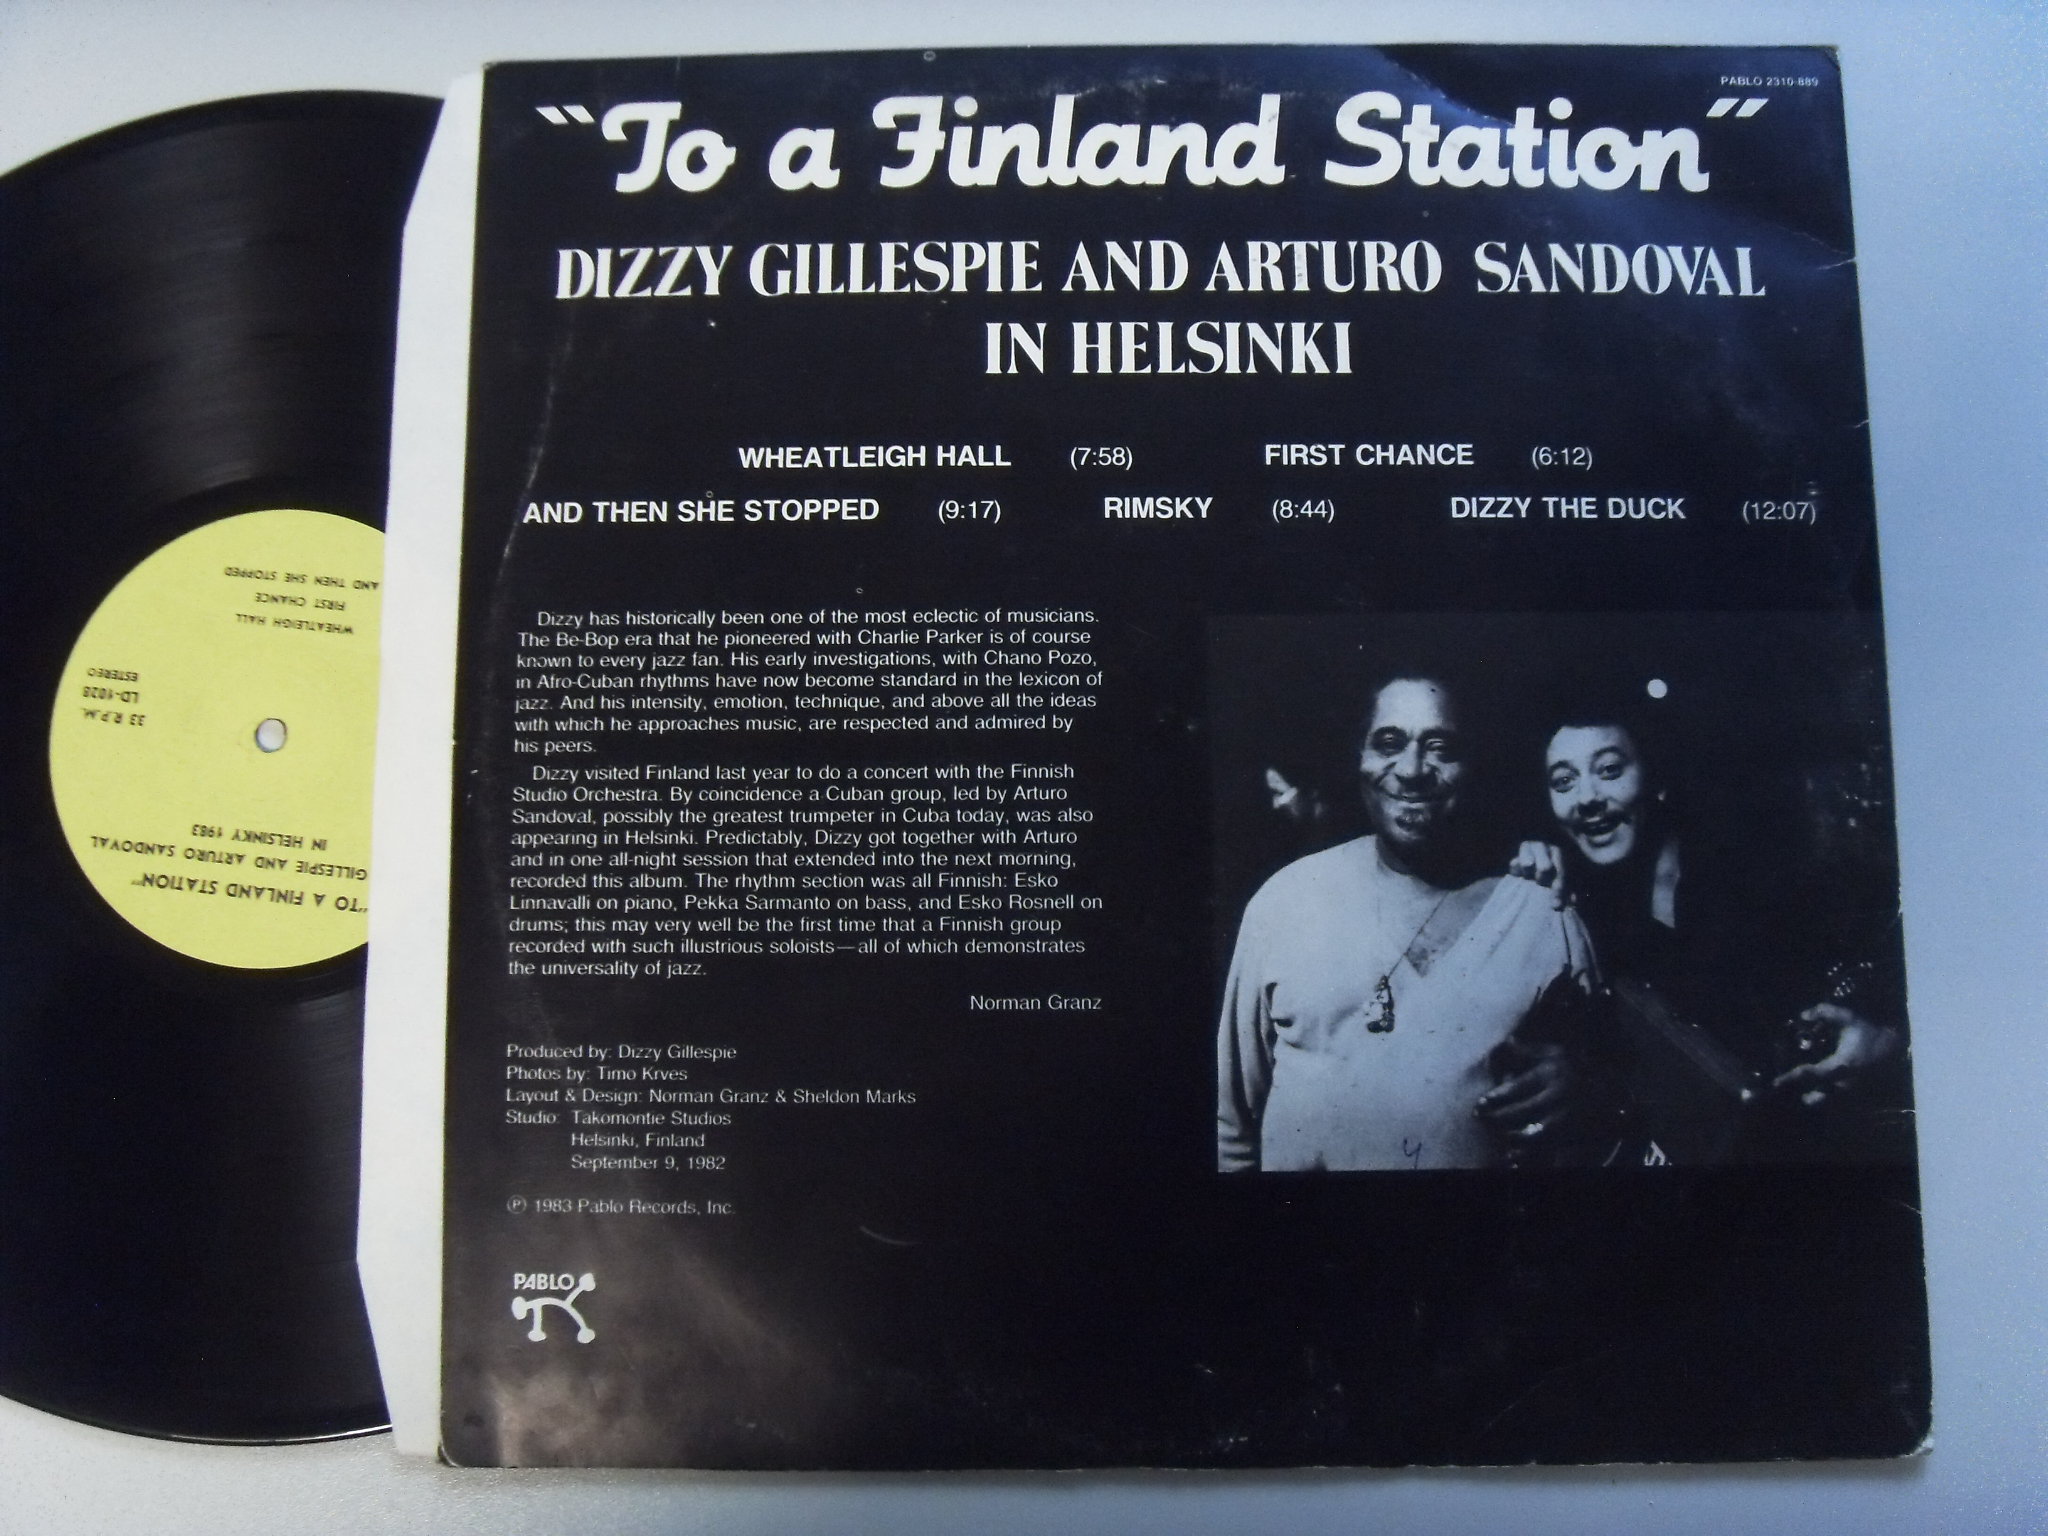 PABLO 2310-889
"To a Finland Station"
DIZZY GILLESPIE AND ARTURO SANDOVAL
IN HELSINKI
WHEATLEIGH HALL (7:58) FIRST CHANCE (6:12)
AND THEN SHE STOPPED (9:17) RIMSKY (8:44) DIZZY THE DUCK (12:07)
Dizzy has historically been one of the most eclectic of musicians.
The Be-Bop era that he pioneered with Charlie Parker is of course
known to every jazz fan. His early investigations, with Chano Pozo,
in Afro-Cuban rhythms have now become standard in the lexicon of
jazz. And his intensity, emotion, technique, and above all the ideas
with which he approaches music, are respected and admired by
his peers.
Dizzy visited Finland last year to do a concert with the Finnish
Studio Orchestra. By coincidence a Cuban group, led by Arturo
Sandoval, possibly the greatest trumpeter in Cuba today, was also
appearing in Helsinki. Predictably, Dizzy got together with Arturo
and in one all-night session that extended into the next morning,
recorded this album. The rhythm section was all Finnish: Esko
Linnavalli on piano, Pekka Sarmanto on bass, and Esko Rosnell on
drums; this may very well be the first time that a Finnish group
recorded with such illustrious soloists—all of which demonstrates
the universality of jazz.
Norman Granz
Produced by: Dizzy Gillespie
Photos by: Timo Krves
Layout & Design: Norman Granz & Sheldon Marks
Studio: Takomontie Studios
Helsinki, Finland
September 9, 1982
℗ 1983 Pablo Records, Inc.
PABLO
"TO A FINLAND STATION"
GILLESPIE AND ARTURO SANDOVAL
IN HELSINKY 1983
33 R.P.M.
LD-1028
ESTEREO
WHEATLEIGH HALL
FIRST CHANCE
AND THEN SHE STOPPED